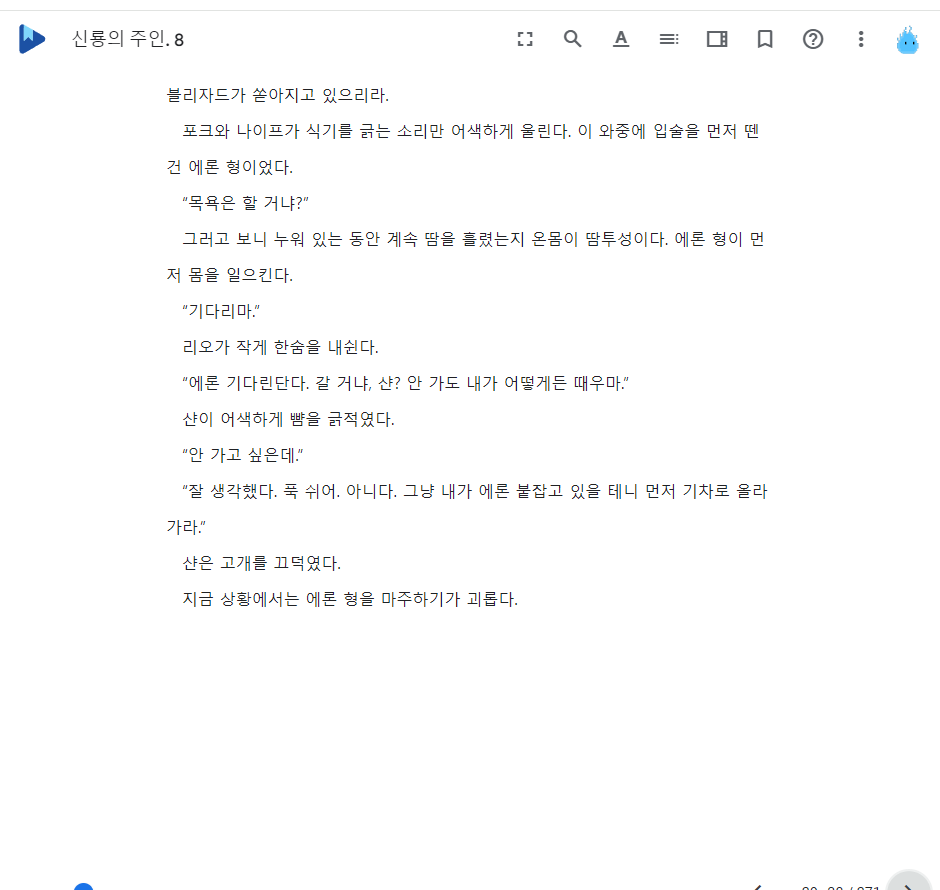 신룡의 주인. 8
블리자드가 쏟아지고 있으리라.
포크와 나이프가 식기를 긁는 소리만 어색하게 울린다. 이 와중에 입술을 먼저 뗀
건 에론 형이었다.
“목욕은 할 거냐?”
그러고 보니 누워 있는 동안 계속 땀을 흘렸는지 온몸이 땀투성이다. 에론 형이 먼
저 몸을 일으킨다.
“기다리마.”
리오가 작게 한숨을 내쉰다.
“에론 기다린단다. 갈 거냐, 샨? 안 가도 내가 어떻게든 때우마.”
샨이 어색하게 뺨을 긁적였다.
“안 가고 싶은데.”
“잘 생각했다. 푹 쉬어. 아니다. 그냥 내가 에론 붙잡고 있을 테니 먼저 기차로 올라
가라.”
샨은 고개를 끄덕였다.
지금 상황에서는 에론 형을 마주하기가 괴롭다.